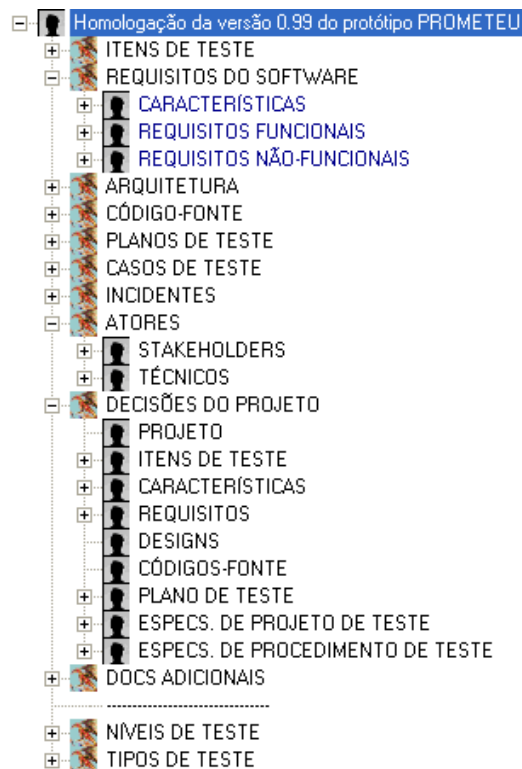 Homologação da versão 0.99 do protótipo PROMETEU
ITENS DE TESTE
REQUISITOS DO SOFTWARE
CARACTERÍSTICAS
REQUISITOS FUNCIONAIS
REQUISITOS NÃO-FUNCIONAIS
ARQUITETURA
CÓDIGO-FONTE
PLANOS DE TESTE
CASOS DE TESTE
INCIDENTES
ATORES
STAKEHOLDERS
TÉCNICOS
DECISÕES DO PROJETO
PROJETO
ITENS DE TESTE
CARACTERÍSTICAS
REQUISITOS
DESIGNS
CÓDIGOS-FONTE
PLANO DE TESTE
ESPECS. DE PROJETO DE TESTE
ESPECS. DE PROCEDIMENTO DE TESTE
DOCS ADICIONAIS
------------------------------
NÍVEIS DE TESTE
TIPOS DE TESTE